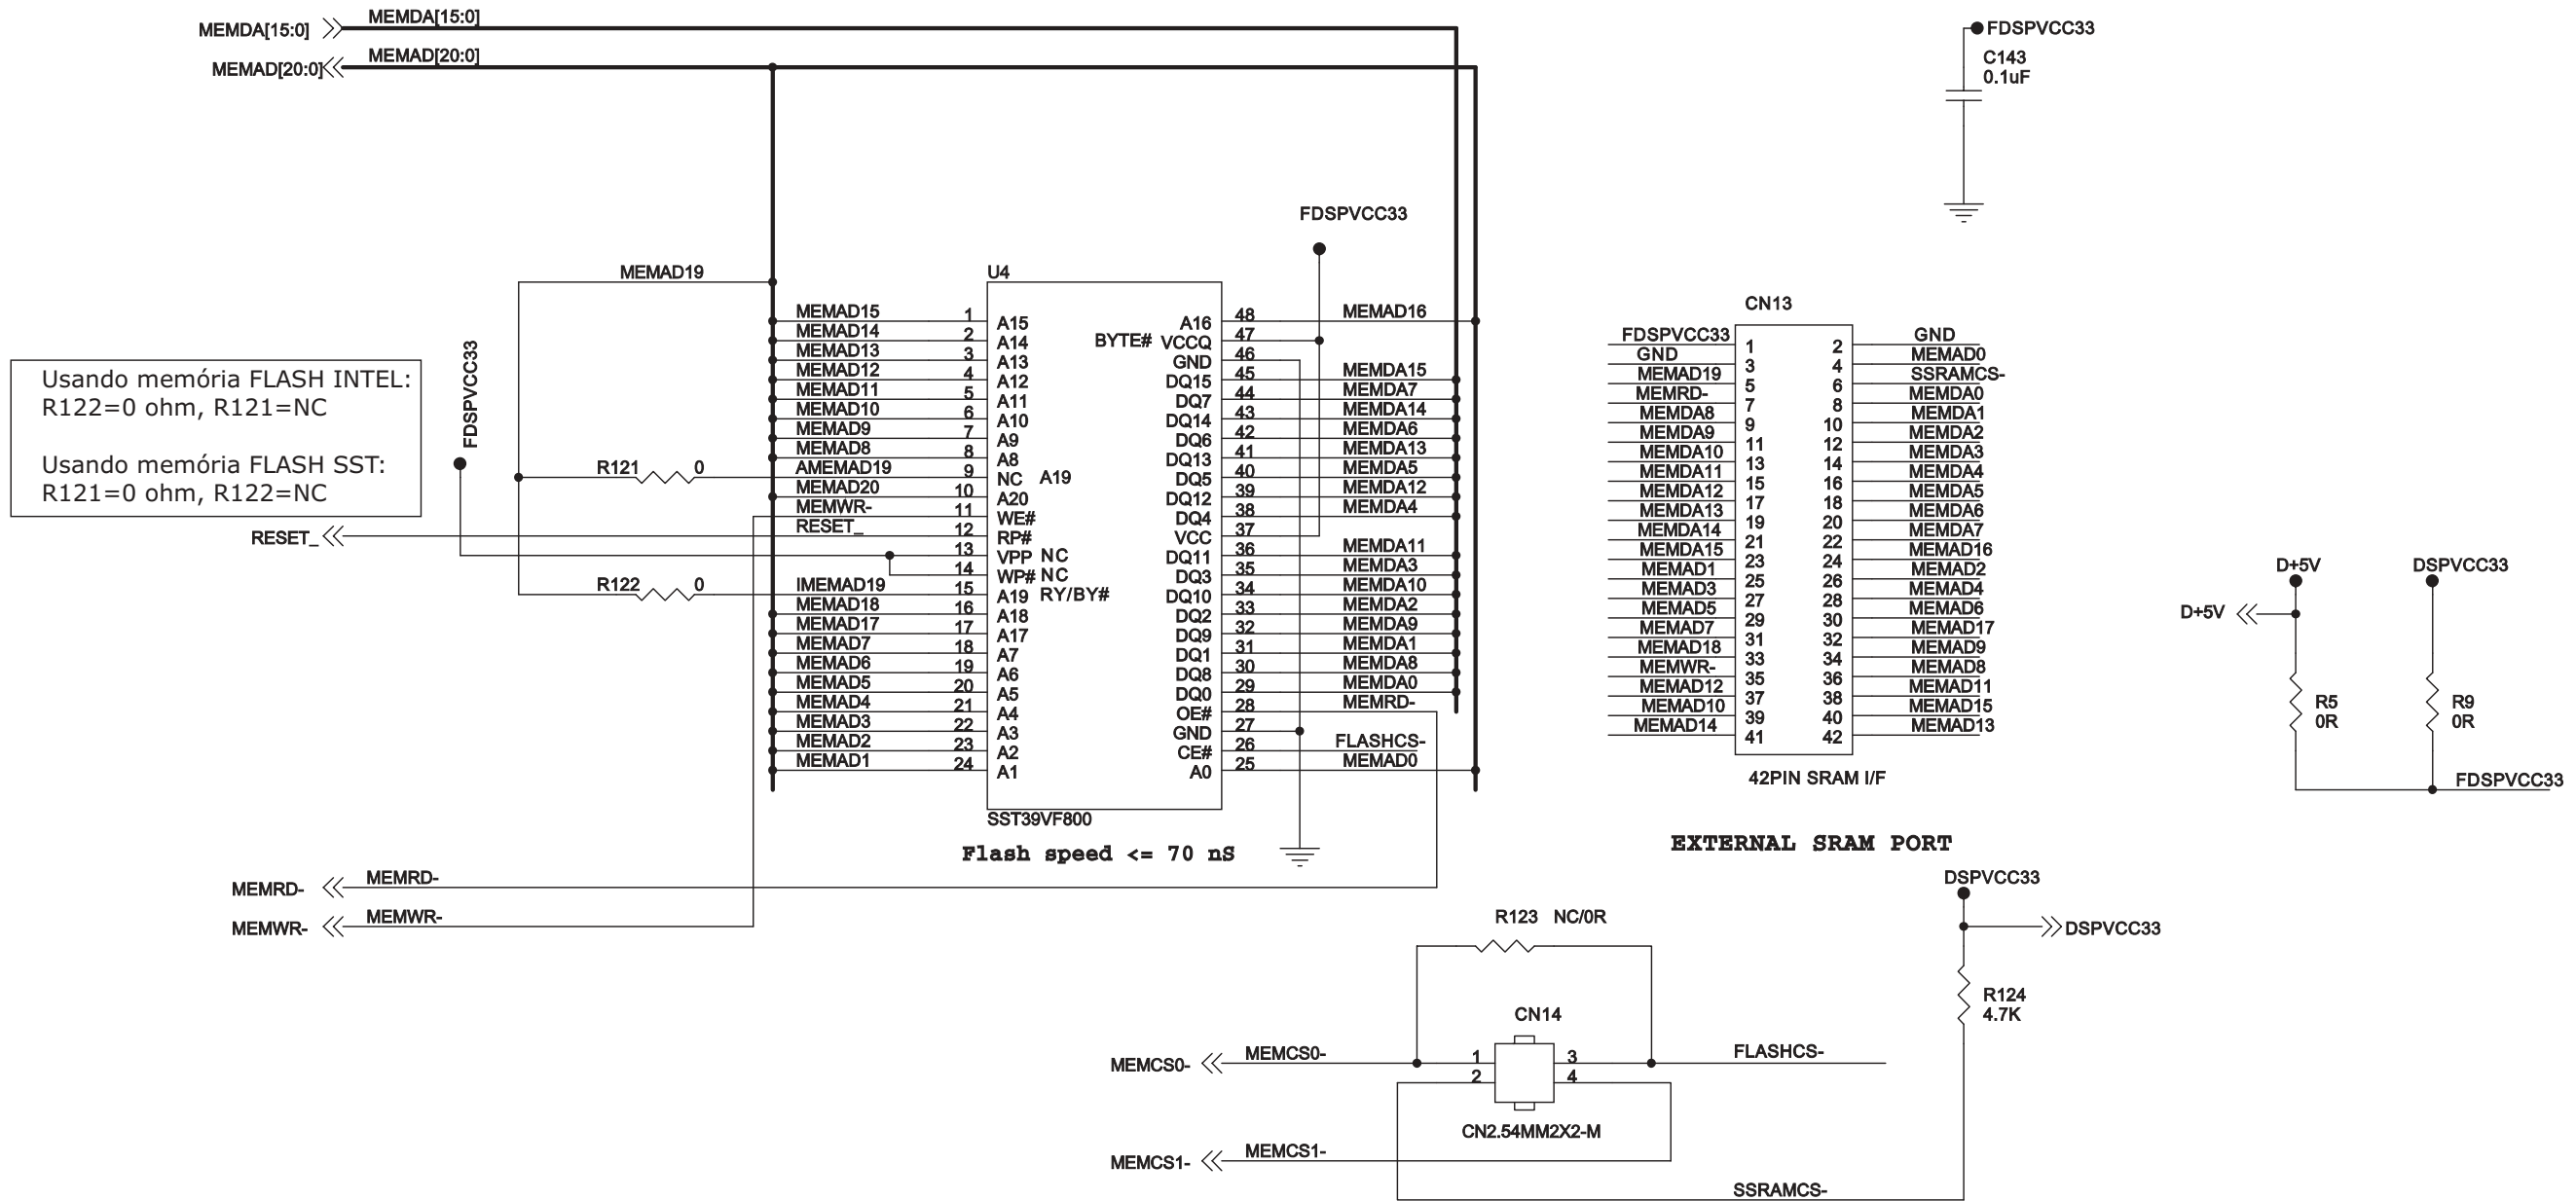 MEMDA[15:0]
MEMDA[15:0]
MEMAD[20:0]
MEMAD[20:0]
FDSPVCC33
C143
0.1uF
FDSPVCC33
MEMAD19
U4
MEMAD15 1 A15
MEMAD14 2 A14
MEMAD13 3 A13
MEMAD12 4 A12
MEMAD11 5 A11
MEMAD10 6 A10
MEMAD9 7 A9
MEMAD8 8 A8
R121 0 AMEMAD19 9 NC A19
MEMAD20 10 A20
MEMWR- 11 WE#
RESET_ RESET_ 12 RP#
13 VPP NC
14 WP# NC
R122 0 IMEMAD19 15 A19 RY/BY#
MEMAD18 16 A18
MEMAD17 17 A17
MEMAD7 18 A7
MEMAD6 19 A6
MEMAD5 20 A5
MEMAD4 21 A4
MEMAD3 22 A3
MEMAD2 23 A2
MEMAD1 24 A1
A16 48 MEMAD16
BYTE# VCCQ 47
GND 46
DQ15 45 MEMDA15
DQ7 44 MEMDA7
DQ14 43 MEMDA14
DQ6 42 MEMDA6
DQ13 41 MEMDA13
DQ5 40 MEMDA5
DQ12 39 MEMDA12
DQ4 38 MEMDA4
VCC 37
DQ11 36 MEMDA11
DQ3 35 MEMDA3
DQ10 34 MEMDA10
DQ2 33 MEMDA2
DQ9 32 MEMDA9
DQ1 31 MEMDA1
DQ8 30 MEMDA8
DQ0 29 MEMDA0
OE# 28 MEMRD-
GND 27
CE# 26 FLASHCS-
A0 25 MEMAD0
SST39VF800
Flash speed <= 70 nS
FDSPVCC33
Usando memória FLASH INTEL:
R122=0 ohm, R121=NC
Usando memória FLASH SST:
R121=0 ohm, R122=NC
MEMRD-
MEMRD-
MEMWR-
MEMWR-
CN13
FDSPVCC33 1 2 GND
GND 3 4 MEMAD0
MEMAD19 5 6 SSRAMCS-
MEMRD- 7 8 MEMDA0
MEMDA8 9 10 MEMDA1
MEMDA9 11 12 MEMDA2
MEMDA10 13 14 MEMDA3
MEMDA11 15 16 MEMDA4
MEMDA12 17 18 MEMDA5
MEMDA13 19 20 MEMDA6
MEMDA14 21 22 MEMDA7
MEMDA15 23 24 MEMAD16
MEMAD1 25 26 MEMAD2
MEMAD3 27 28 MEMAD4
MEMAD5 29 30 MEMAD6
MEMAD7 31 32 MEMAD17
MEMAD18 33 34 MEMAD9
MEMWR- 35 36 MEMAD8
MEMAD12 37 38 MEMAD11
MEMAD10 39 40 MEMAD15
MEMAD14 41 42 MEMAD13
42PIN SRAM I/F
EXTERNAL SRAM PORT
D+5V DSPVCC33
D+5V
R5 R9
0R 0R
FDSPVCC33
DSPVCC33
DSPVCC33
R124
4.7K
R123 NC/0R
CN14
MEMCS0- MEMCS0- 1 3 FLASHCS-
2 4
CN2.54MM2X2-M
MEMCS1- MEMCS1-
SSRAMCS-